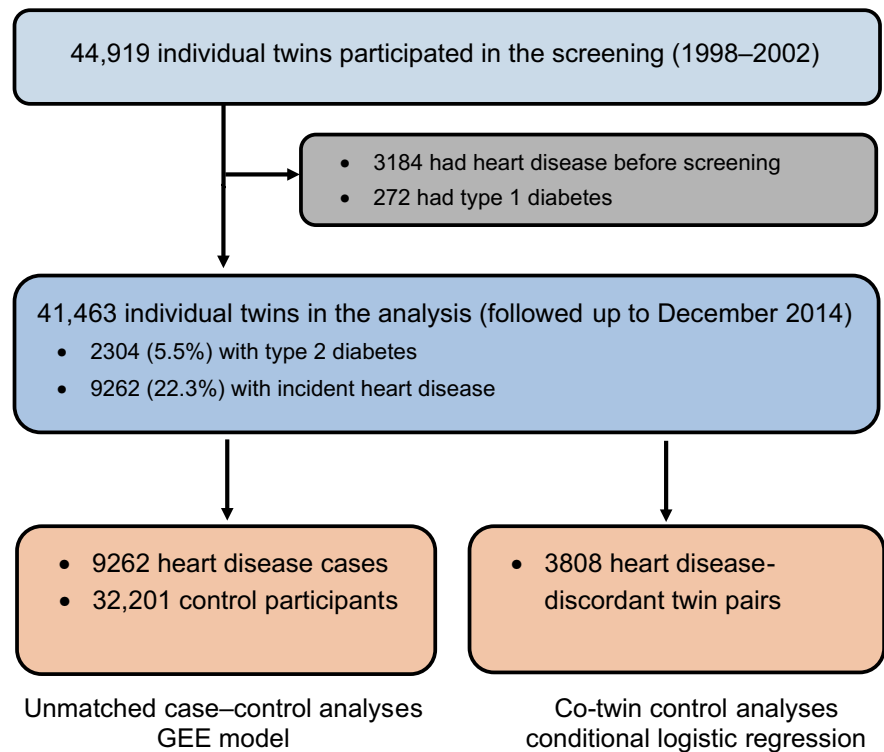 44,919 individual twins participated in the screening (1998–2002)
• 3184 had heart disease before screening
• 272 had type 1 diabetes
41,463 individual twins in the analysis (followed up to December 2014)
• 2304 (5.5%) with type 2 diabetes
• 9262 (22.3%) with incident heart disease
• 9262 heart disease cases
• 32,201 control participants
• 3808 heart disease-
discordant twin pairs
Unmatched case–control analyses
GEE model
Co-twin control analyses
conditional logistic regression